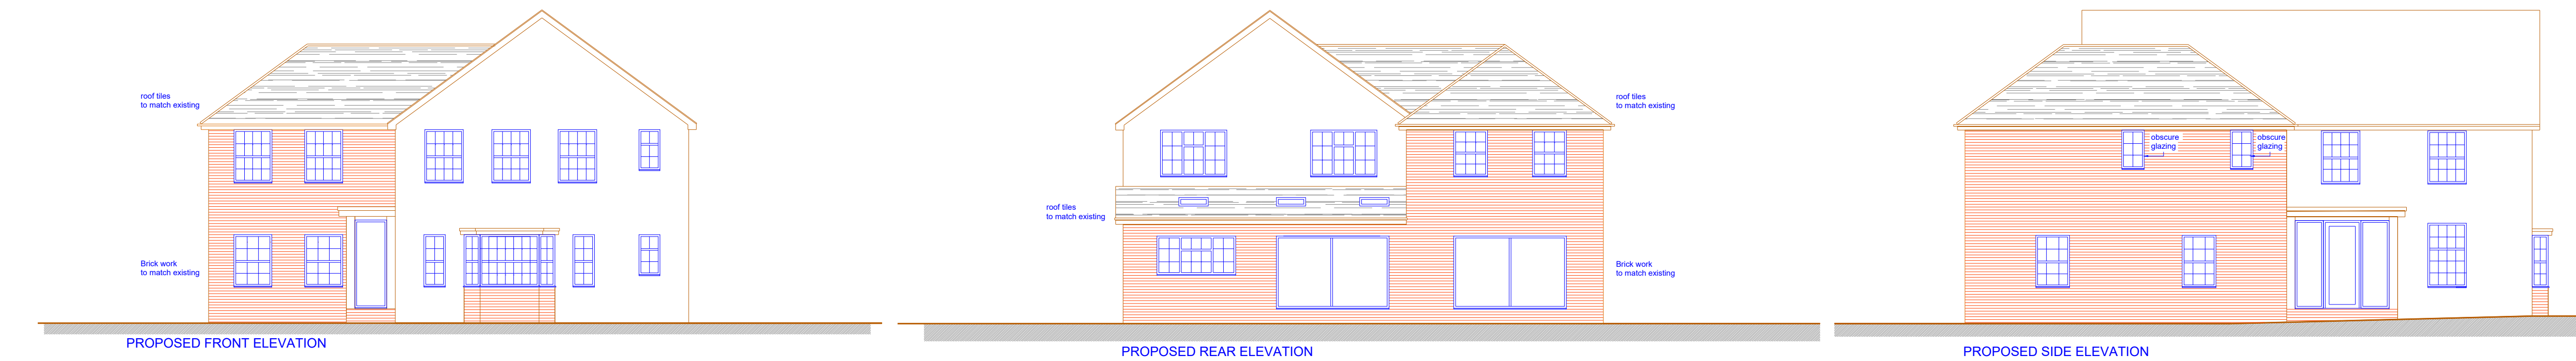 roof tiles
to match existing
Brick work
to match existing
PROPOSED FRONT ELEVATION
roof tiles
to match existing
roof tiles
to match existing
Brick work
to match existing
PROPOSED REAR ELEVATION
obscure
glazing
obscure
glazing
PROPOSED SIDE ELEVATION